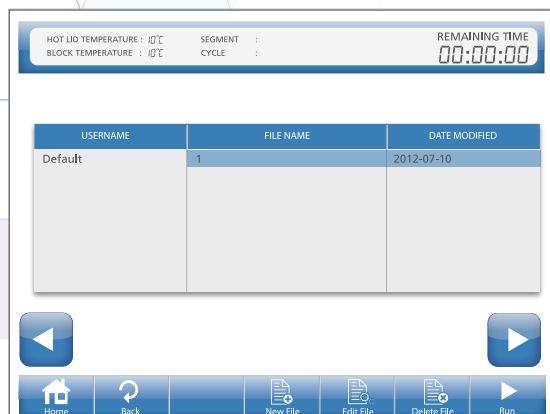 HOT LID TEMPERATURE : 10°C SEGMENT : REMAINING TIME
BLOCK TEMPERATURE : 10°C CYCLE : 00:00:00
USERNAME FILE NAME DATE MODIFIED
Default 1 2012-07-10
Home Back New File Edit File Delete File Run